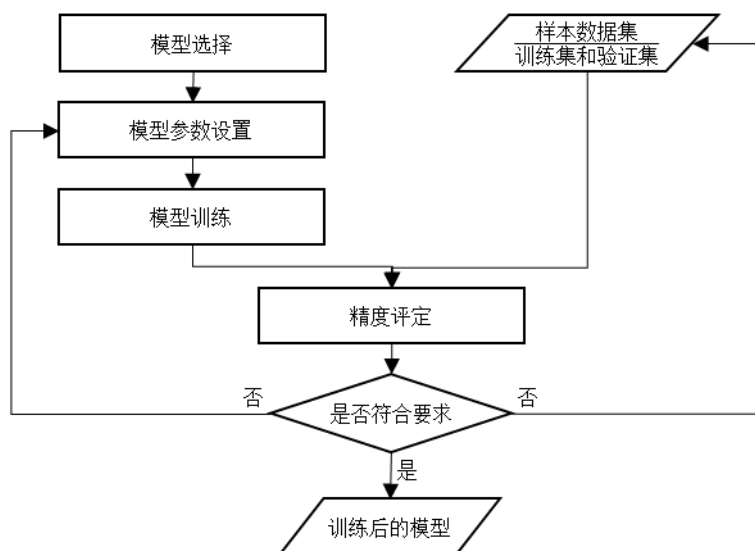 模型选择
样本数据集
训练集和验证集
模型参数设置
模型训练
精度评定
否
是否符合要求
否
是
训练后的模型